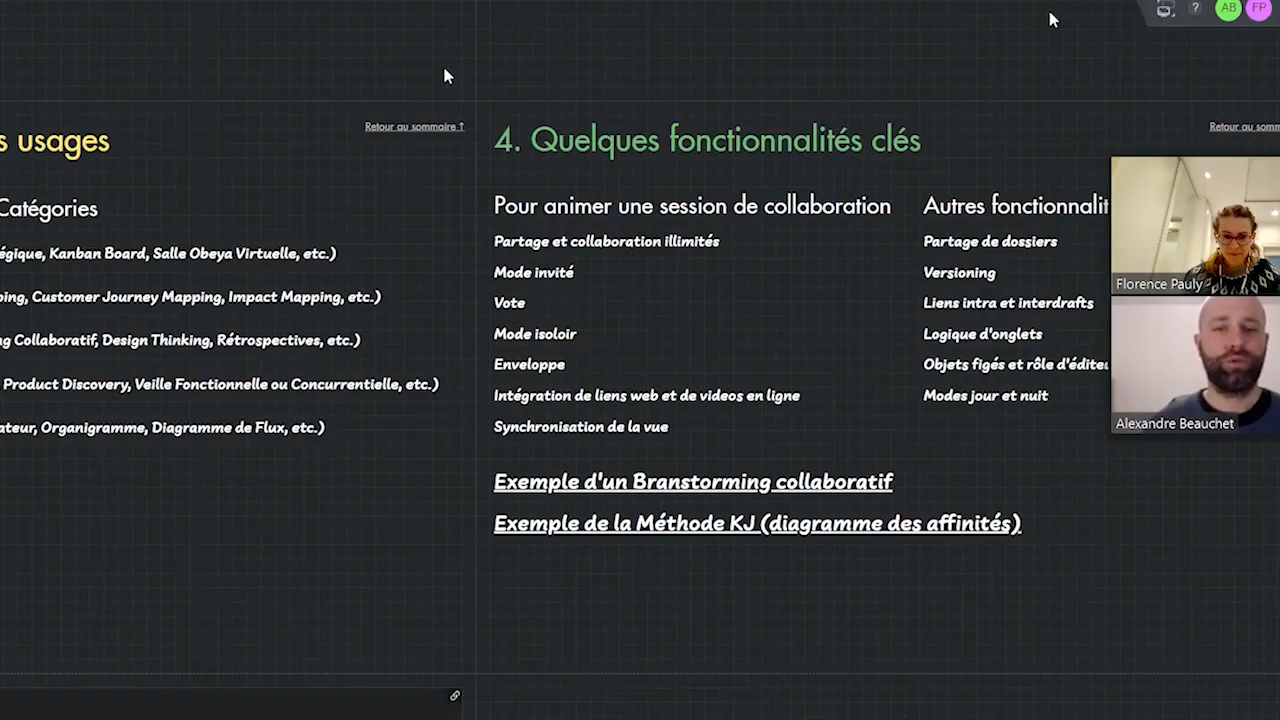 ?
AB
FP
s usages
Retour au sommaire ↑
Catégories
égique, Kanban Board, Salle Obeya Virtuelle, etc.)
ping, Customer Journey Mapping, Impact Mapping, etc.)
ng Collaboratif, Design Thinking, Rétrospectives, etc.)
Product Discovery, Veille Fonctionnelle ou Concurrentielle, etc.)
ateur, Organigramme, Diagramme de Flux, etc.)
4. Quelques fonctionnalités clés
Retour au somm
Pour animer une session de collaboration
Partage et collaboration illimités
Mode invité
Vote
Mode isoloir
Enveloppe
Intégration de liens web et de videos en ligne
Synchronisation de la vue
Autres fonctionnalit
Partage de dossiers
Versioning
Liens intra et interdrafts
Logique d'onglets
Objets figés et rôle d'éditeu
Modes jour et nuit
Exemple d'un Branstorming collaboratif
Exemple de la Méthode KJ (diagramme des affinités)
Florence Pauly
Alexandre Beauchet